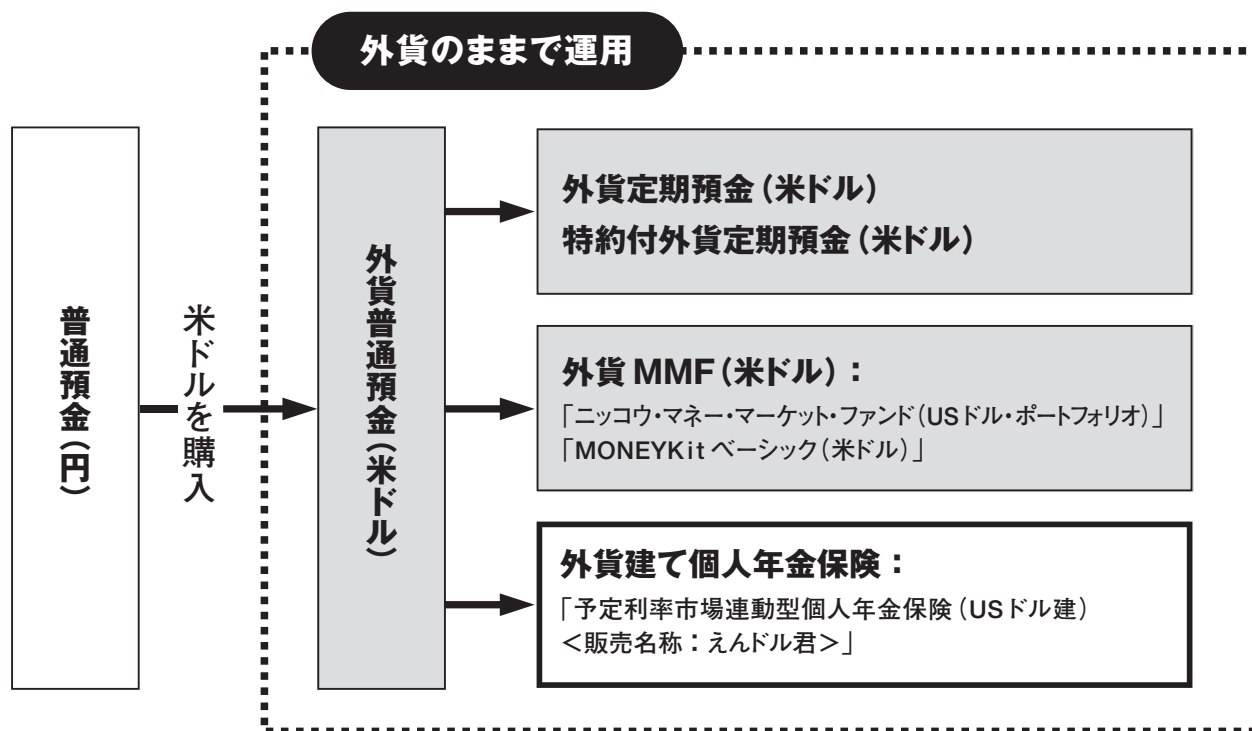 外貨のままで運用
普通預金(円)
米ドルを購入
外貨普通預金(米ドル)
外貨定期預金(米ドル)
特約付外貨定期預金(米ドル)
外貨 MMF(米ドル):
「ニッコウ・マネー・マーケット・ファンド(USドル・ポートフォリオ)」
「MONEYKit ベーシック(米ドル)」
外貨建て個人年金保険:
「予定利率市場連動型個人年金保険(USドル建)
<販売名称:えんドル君>」